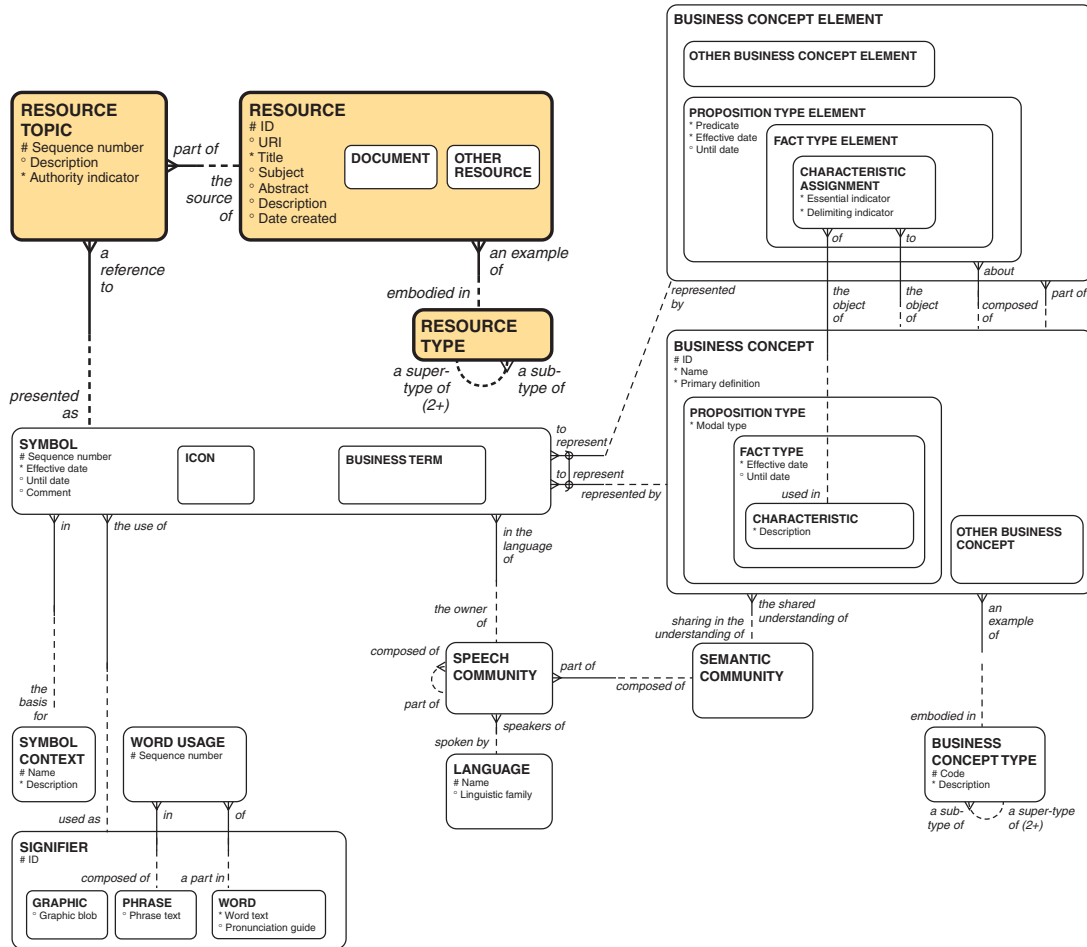 RESOURCE
TOPIC
# Sequence number
° Description
* Authority indicator
part of
the
source
of
RESOURCE
# ID
° URI
* Title
° Subject
° Abstract
° Description
° Date created
DOCUMENT
OTHER
RESOURCE
a
reference
to
presented
as
an example
of
embodied in
RESOURCE
TYPE
a super-
type of
(2+)
a sub-
type of
BUSINESS CONCEPT ELEMENT
OTHER BUSINESS CONCEPT ELEMENT
PROPOSITION TYPE ELEMENT
* Predicate
* Effective date
° Until date
FACT TYPE ELEMENT
CHARACTERISTIC
ASSIGNMENT
* Essential indicator
* Delimiting indicator
of
to
about
part of
represented
by
the
object
of
the
object
of
composed
of
BUSINESS CONCEPT
# ID
* Name
* Primary definition
PROPOSITION TYPE
* Modal type
FACT TYPE
* Effective date
° Until date
used in
CHARACTERISTIC
* Description
OTHER BUSINESS
CONCEPT
SYMBOL
# Sequence number
* Effective date
° Until date
° Comment
ICON
BUSINESS TERM
to
represent
to
represent
represented by
in
the use of
in the
language
of
the owner
of
the shared
understanding of
sharing in the
understanding of
an
example
of
composed of
part of
SPEECH
COMMUNITY
part of
composed of
SEMANTIC
COMMUNITY
speakers of
spoken by
LANGUAGE
# Name
° Linguistic family
embodied in
BUSINESS
CONCEPT TYPE
# Code
* Description
a sub-
type of
a super-type
of (2+)
the
basis
for
SYMBOL
CONTEXT
# Name
* Description
WORD USAGE
# Sequence number
in
of
used as
SIGNIFIER
# ID
composed of
a part in
GRAPHIC
° Graphic blob
PHRASE
° Phrase text
WORD
* Word text
° Pronunciation guide